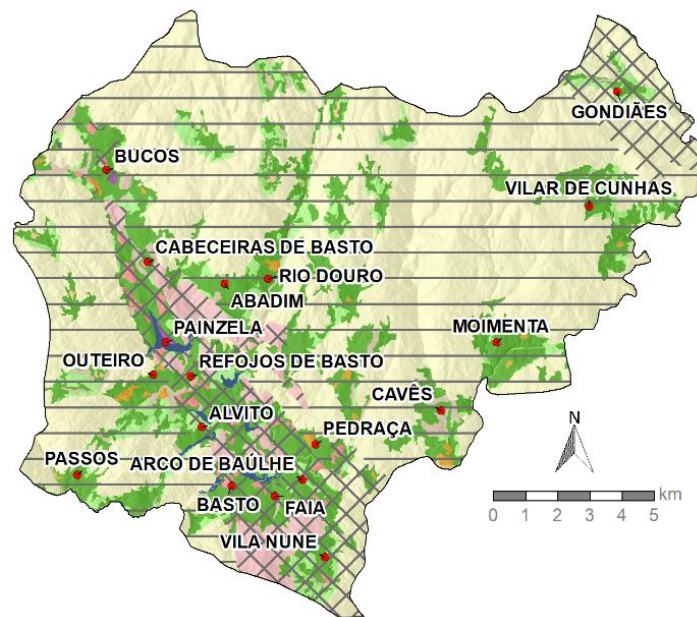 GONDIÃES
BUCOS
VILAR DE CUNHAS
CABECEIRAS DE BASTO
RIO DOURO
ABADIM
PAINZELA
MOIMENTA
OUTEIRO
REFOJOS DE BASTO
CAVÊS
ALVITO
N
PEDRAÇA
PASSOS
ARCO DE BAÚLHE
km
0 1 2 3 4 5
BASTO
FAIA
VILA NUNE